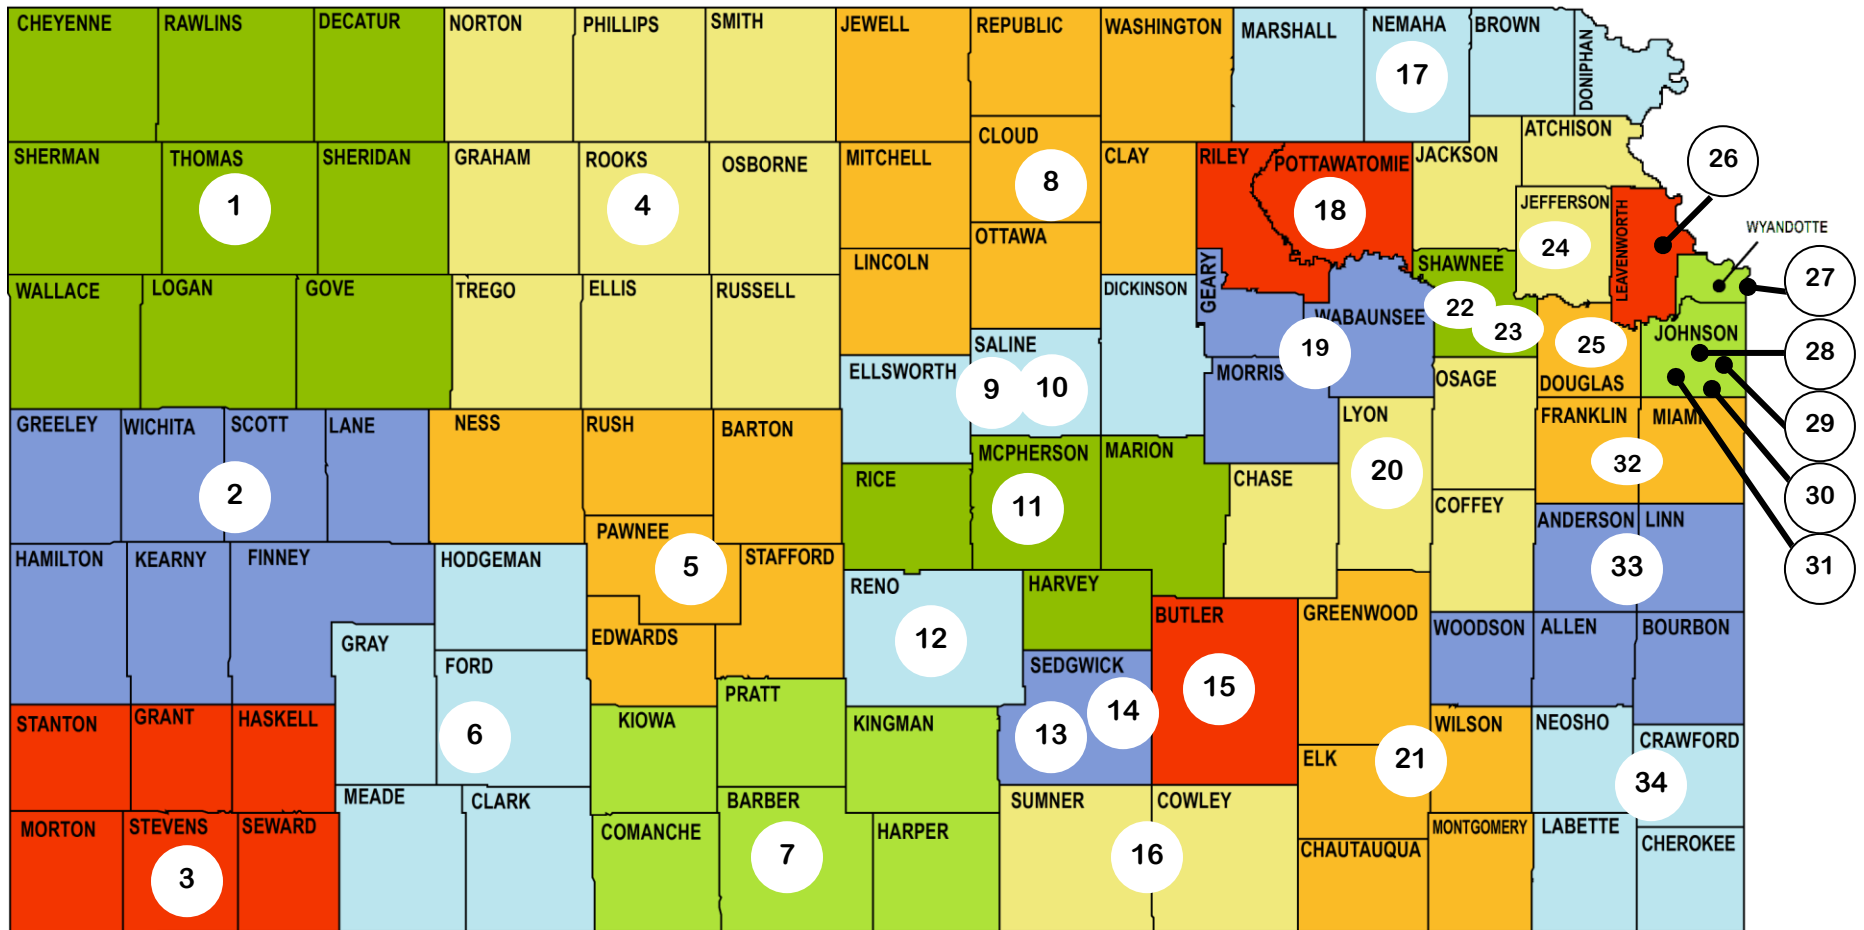 CHEYENNE
RAWLINS
DECATUR
NORTON
PHILLIPS
SMITH
JEWELL
REPUBLIC
WASHINGTON
MARSHALL
NEMAHA
BROWN
DONIPHAN
17
CLOUD
ATCHISON
SHERMAN
THOMAS
SHERIDAN
GRAHAM
ROOKS
OSBORNE
MITCHELL
CLAY
RILEY
POTTAWATOMIE
JACKSON
26
1
4
8
18
JEFFERSON
LEAVENWORTH
24
WYANDOTTE
OTTAWA
LINCOLN
GEARY
SHAWNEE
27
WALLACE
LOGAN
GOVE
TREGO
ELLIS
RUSSELL
DICKINSON
22
23
WABAUNSEE
19
25
JOHNSON
28
SALINE
ELLSWORTH
9
10
MORRIS
OSAGE
DOUGLAS
29
GREELEY
WICHITA
SCOTT
LANE
NESS
RUSH
BARTON
LYON
FRANKLIN
MIAMI
2
MCPHERSON
MARION
RICE
11
CHASE
20
32
30
COFFEY
PAWNEE
STAFFORD
5
ANDERSON
LINN
33
31
HAMILTON
KEARNY
FINNEY
HODGEMAN
RENO
HARVEY
12
BUTLER
GREENWOOD
WOODSON
ALLEN
BOURBON
GRAY
EDWARDS
FORD
SEDGWICK
15
PRATT
13
14
STANTON
GRANT
HASKELL
6
KIOWA
KINGMAN
WILSON
NEOSHO
CRAWFORD
ELK
21
34
MEADE
CLARK
BARBER
SUMNER
COWLEY
MORTON
STEVENS
SEWARD
COMANCHE
HARPER
MONTGOMERY
LABETTE
CHEROKEE
3
7
16
CHAUTAUQUA